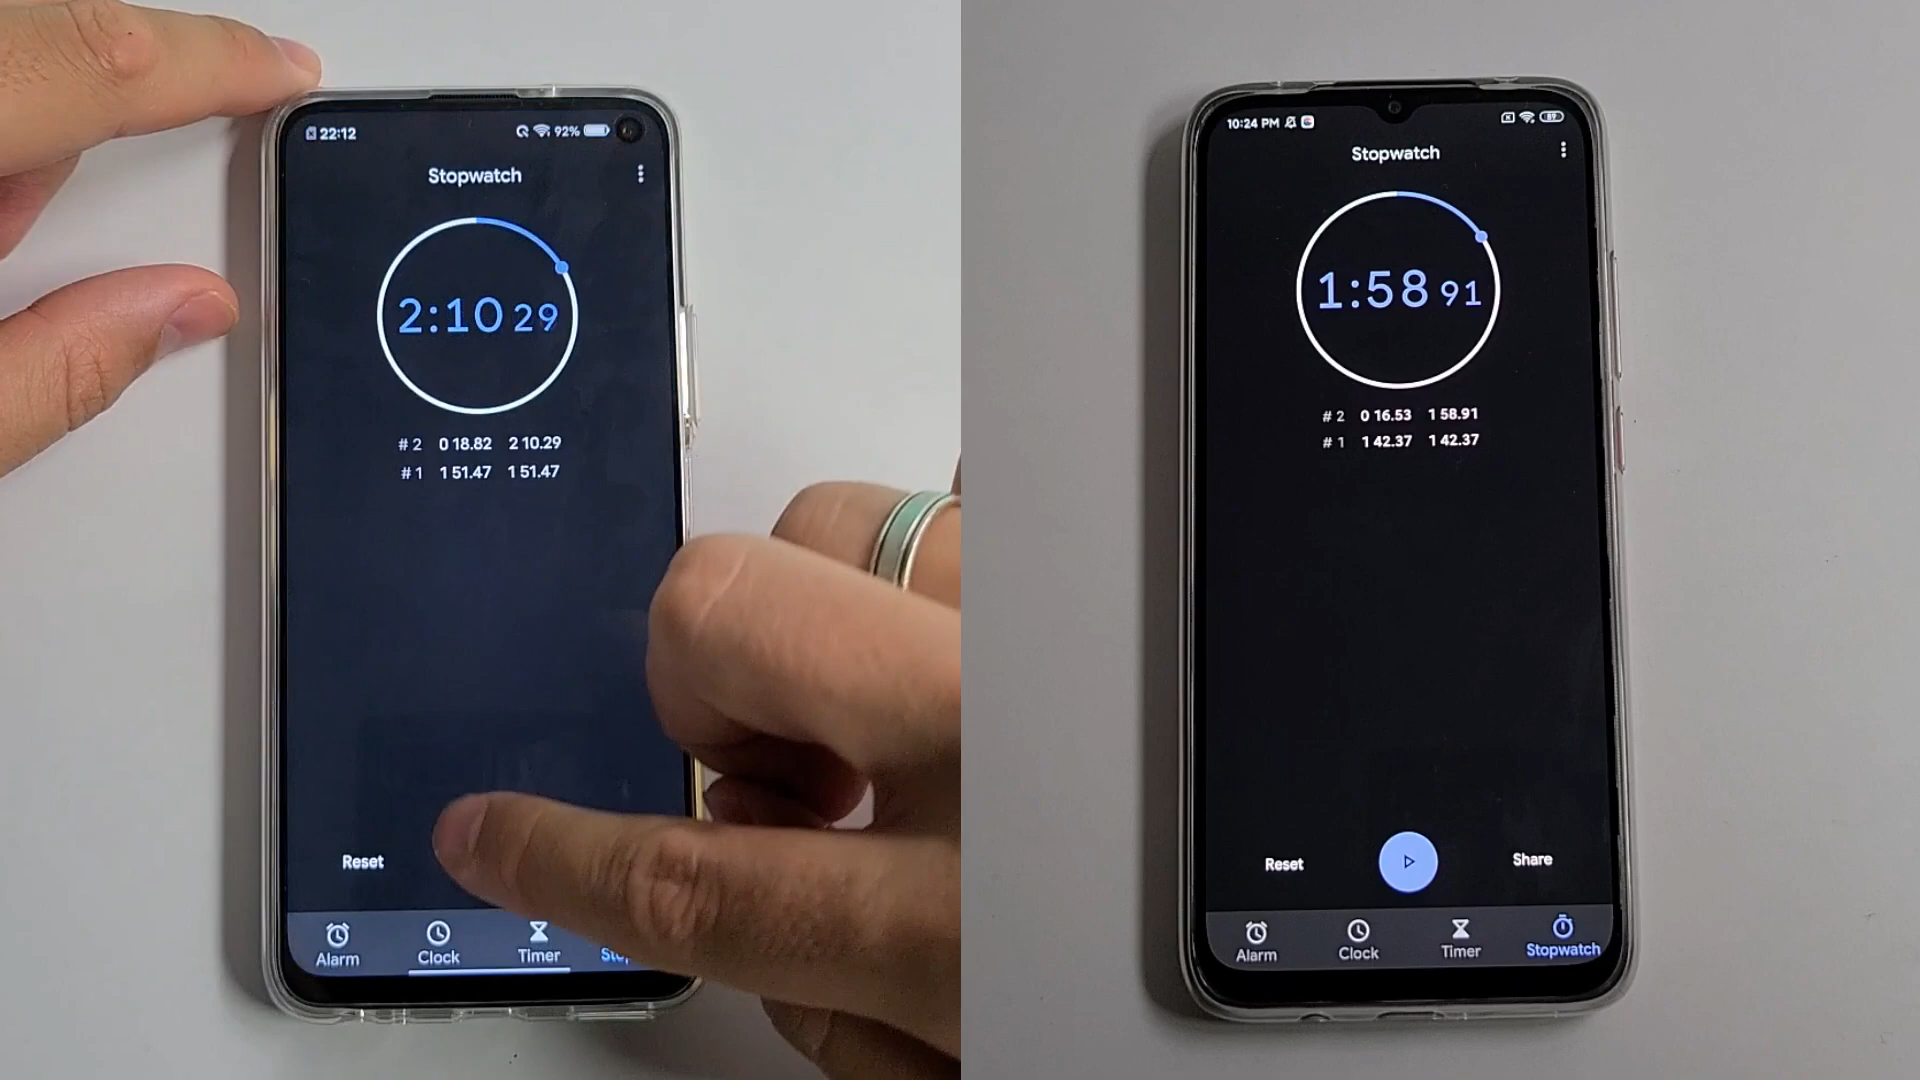 22:12 92%
Stopwatch
2:10 29
# 2 0 18.82 2 10.29
# 1 1 51.47 1 51.47
Reset
Alarm Clock Timer
10:24 PM 89
Stopwatch
1:58 91
# 2 0 16.53 1 58.91
# 1 1 42.37 1 42.37
Reset Share
Alarm Clock Timer Stopwatch